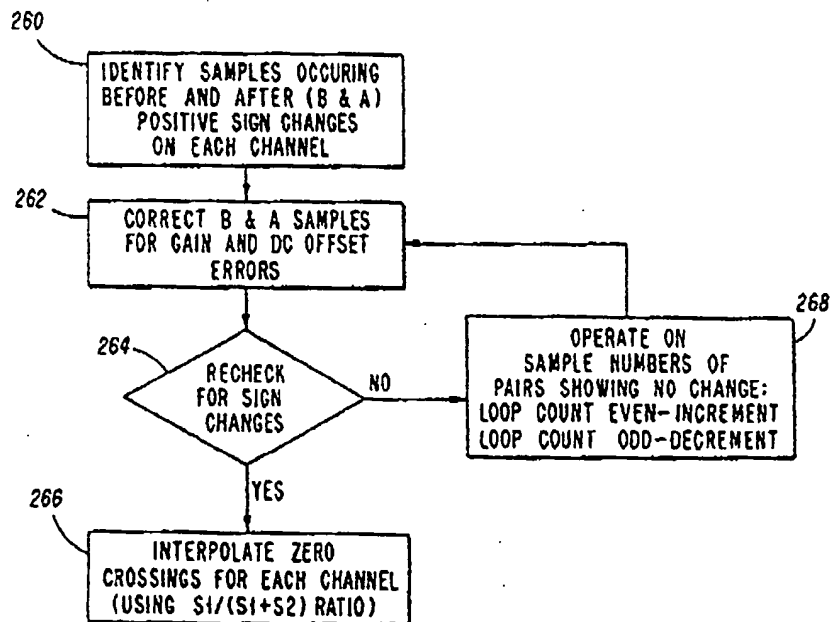 260
IDENTIFY SAMPLES OCCURING
BEFORE AND AFTER (B & A)
POSITIVE SIGN CHANGES
ON EACH CHANNEL
262
CORRECT B & A SAMPLES
FOR GAIN AND DC OFFSET
ERRORS
264
RECHECK
FOR SIGN
CHANGES
NO
268
OPERATE ON
SAMPLE NUMBERS OF
PAIRS SHOWING NO CHANGE:
LOOP COUNT EVEN-INCREMENT
LOOP COUNT ODD-DECREMENT
YES
266
INTERPOLATE ZERO
CROSSINGS FOR EACH CHANNEL
(USING S1/(S1+S2) RATIO)